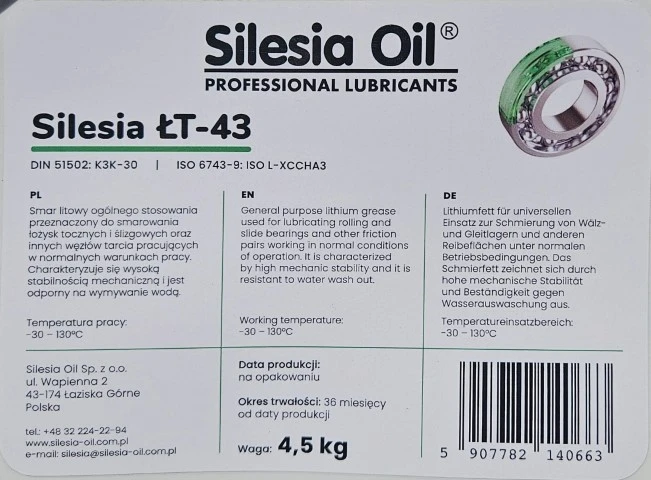 Silesia Oil®
PROFESSIONAL LUBRICANTS
Silesia ŁT-43
DIN 51502: K3K-30 | ISO 6743-9: ISO L-XCCHA3
PL
Smar litowy ogólnego stosowania
przeznaczony do smarowania
łożysk tocznych i ślizgowych oraz
innych węzłów tarcia pracujących
w normalnych warunkach pracy.
Charakteryzuje się wysoką
stabilnością mechaniczną i jest
odporny na wymywanie wodą.
Temperatura pracy:
-30 – 130°C
EN
General purpose lithium grease
used for lubricating rolling and
slide bearings and other friction
pairs working in normal conditions
of operation. It is characterized
by high mechanic stability and it is
resistant to water wash out.
Working temperature:
-30 – 130°C
DE
Lithiumfett für universellen
Einsatz zur Schmierung von Wälz-
und Gleitlagern und anderen
Reibeflächen unter normalen
Betriebsbedingungen. Das
Schmierfett zeichnet sich durch
hohe mechanische Stabilität
und Beständigkeit gegen
Wasserauswaschung aus.
Temperatureinsatzbereich:
-30 – 130°C
Silesia Oil Sp. z o.o.
ul. Wapienna 2
43-174 Łaziska Górne
Polska
tel.: +48 32 224-22-94
www.silesia-oil.com.pl
e-mail: silesia@silesia-oil.com.pl
Data produkcji:
na opakowaniu
Okres trwałości: 36 miesięcy
od daty produkcji
Waga: 4,5 kg
5 907782 140663